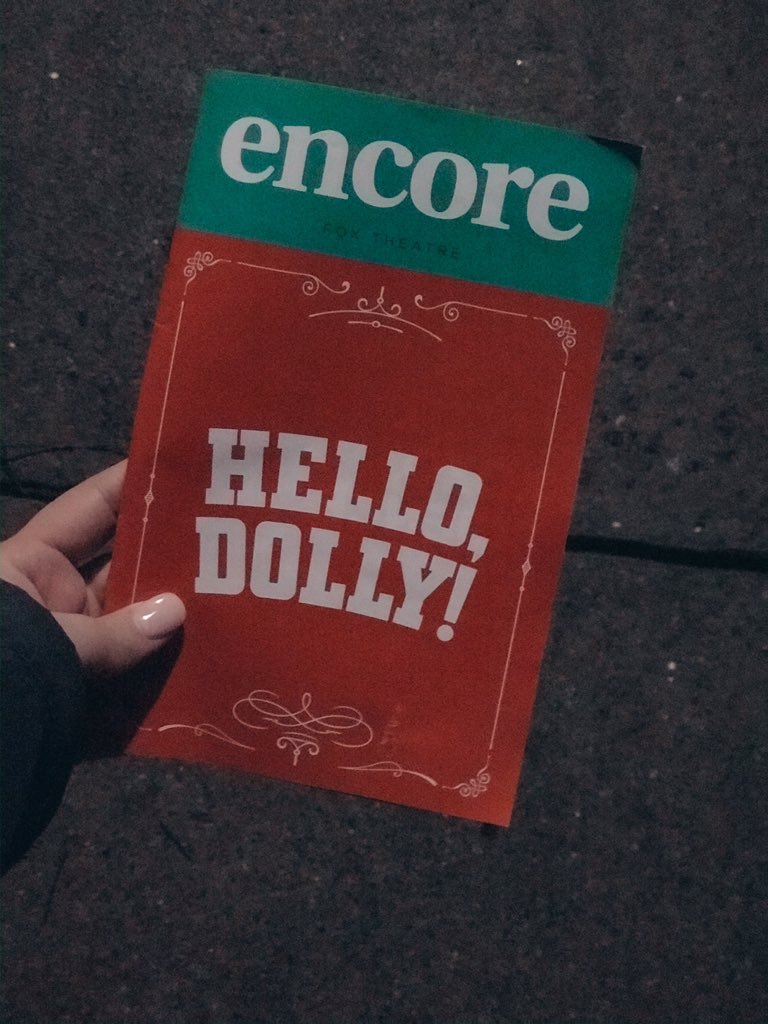 encore
FOX THEATRE
HELLO,
DOLLY!